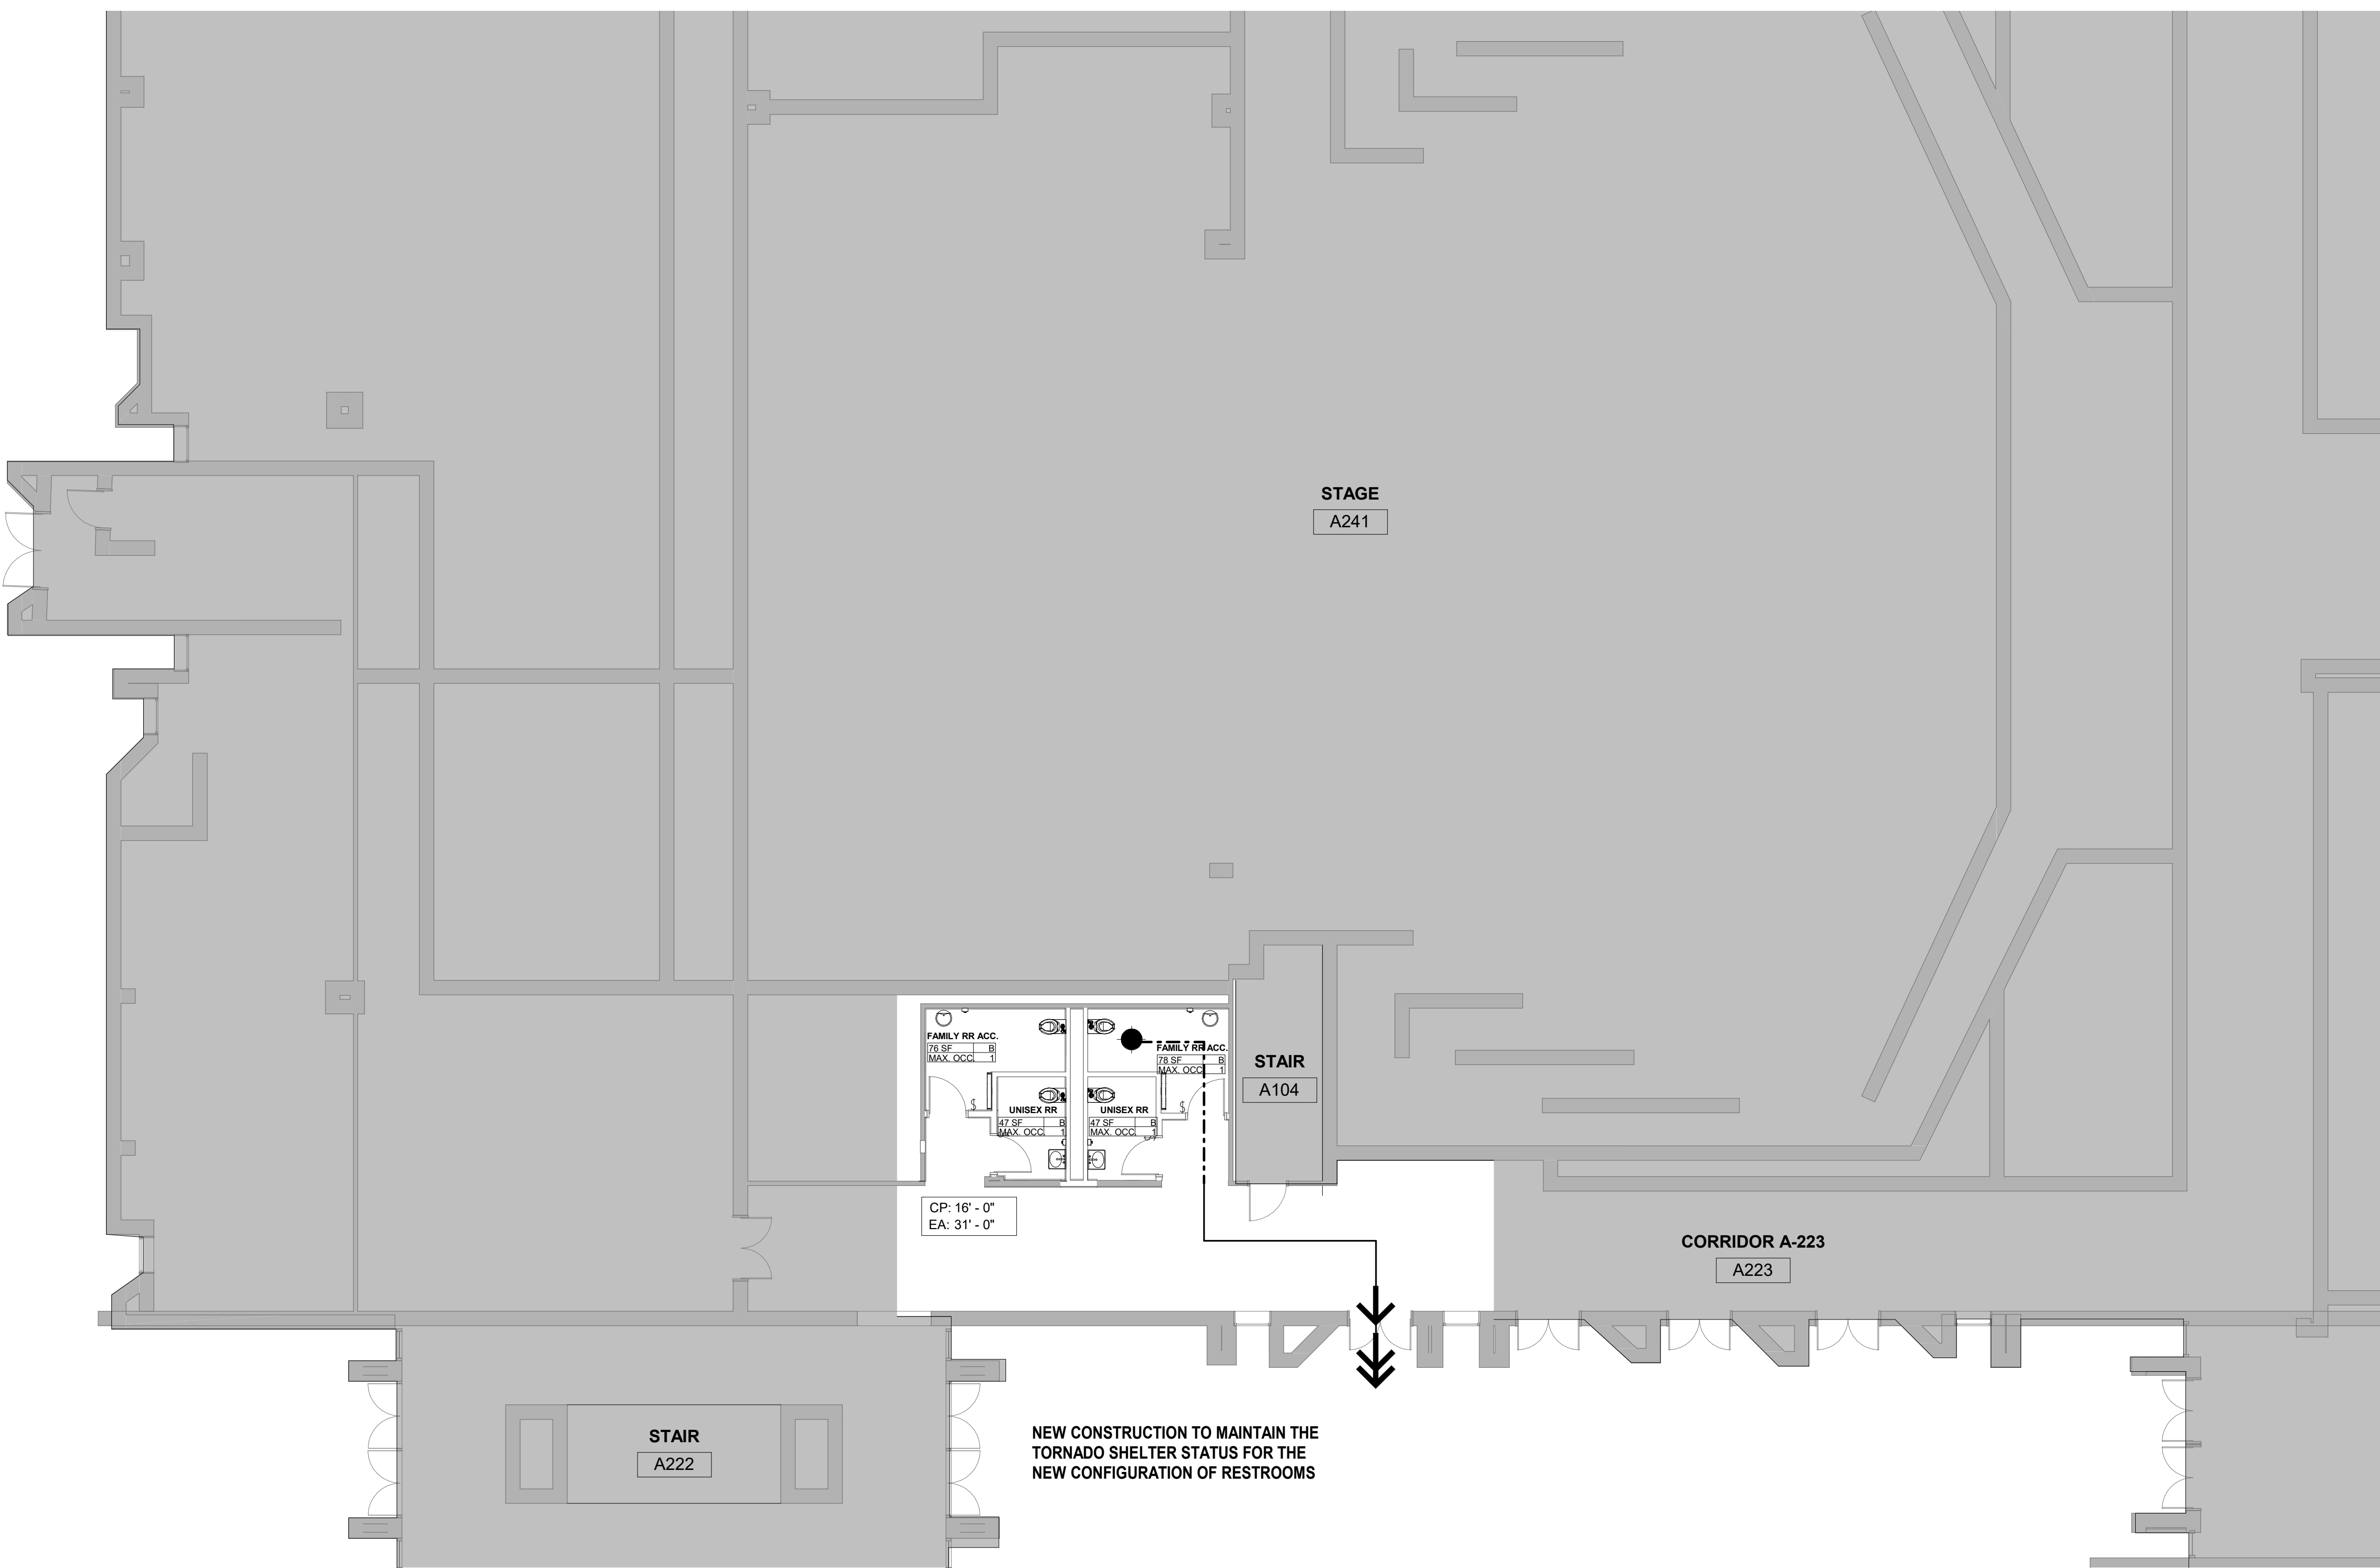 STAGE
A241
FAMILY RR ACC.
76 SF B
MAX. OCC. 1
FAMILY RR ACC.
78 SF B
MAX. OCC. 1
STAIR
A104
UNISEX RR
47 SF B
MAX. OCC. 1
UNISEX RR
47 SF B
MAX. OCC. 1
$
$
CP: 16' - 0"
EA: 31' - 0"
CORRIDOR A-223
A223
STAIR
A222
NEW CONSTRUCTION TO MAINTAIN THE
TORNADO SHELTER STATUS FOR THE
NEW CONFIGURATION OF RESTROOMS